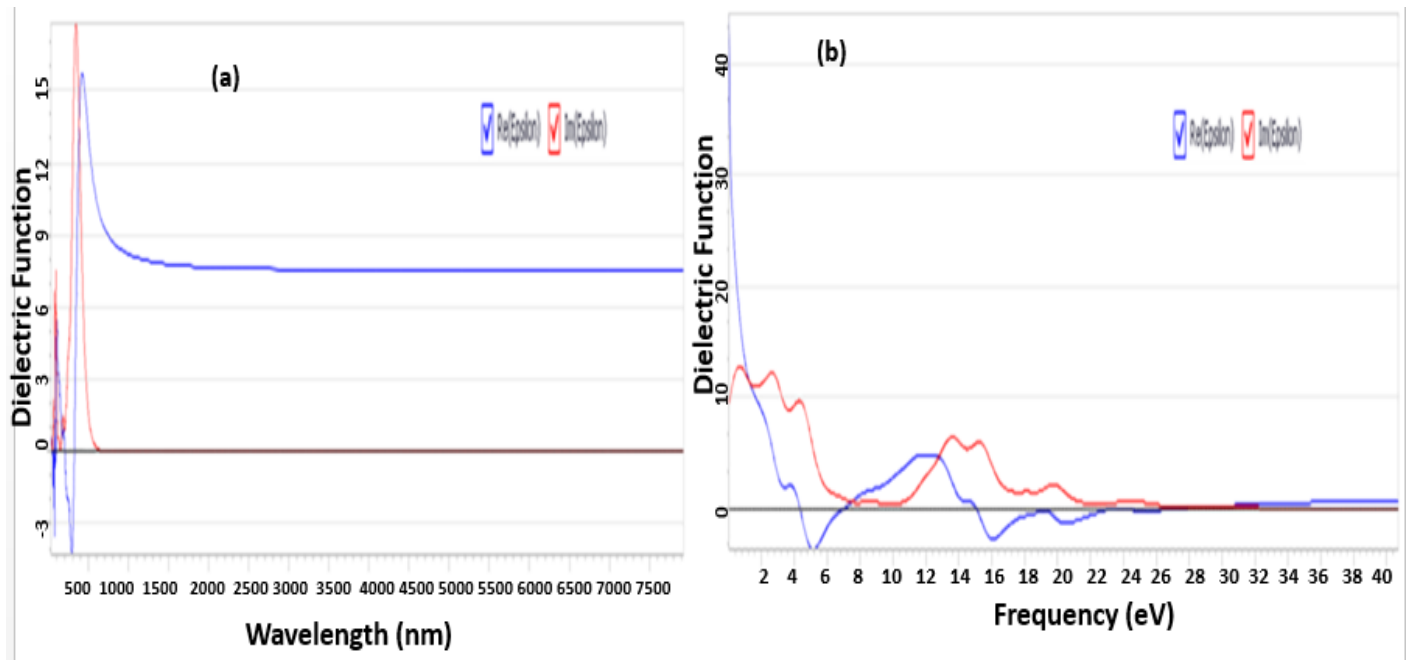 (a)
Re(Epsilon) Im(Epsilon)
Dielectric Function
15
12
9
6
3
0
-3
500 1000 1500 2000 2500 3000 3500 4000 4500 5000 5500 6000 6500 7000 7500
Wavelength (nm)
(b)
Re(Epsilon) Im(Epsilon)
Dielectric Function
40
30
20
10
0
2 4 6 8 10 12 14 16 18 20 22 24 26 28 30 32 34 36 38 40
Frequency (eV)